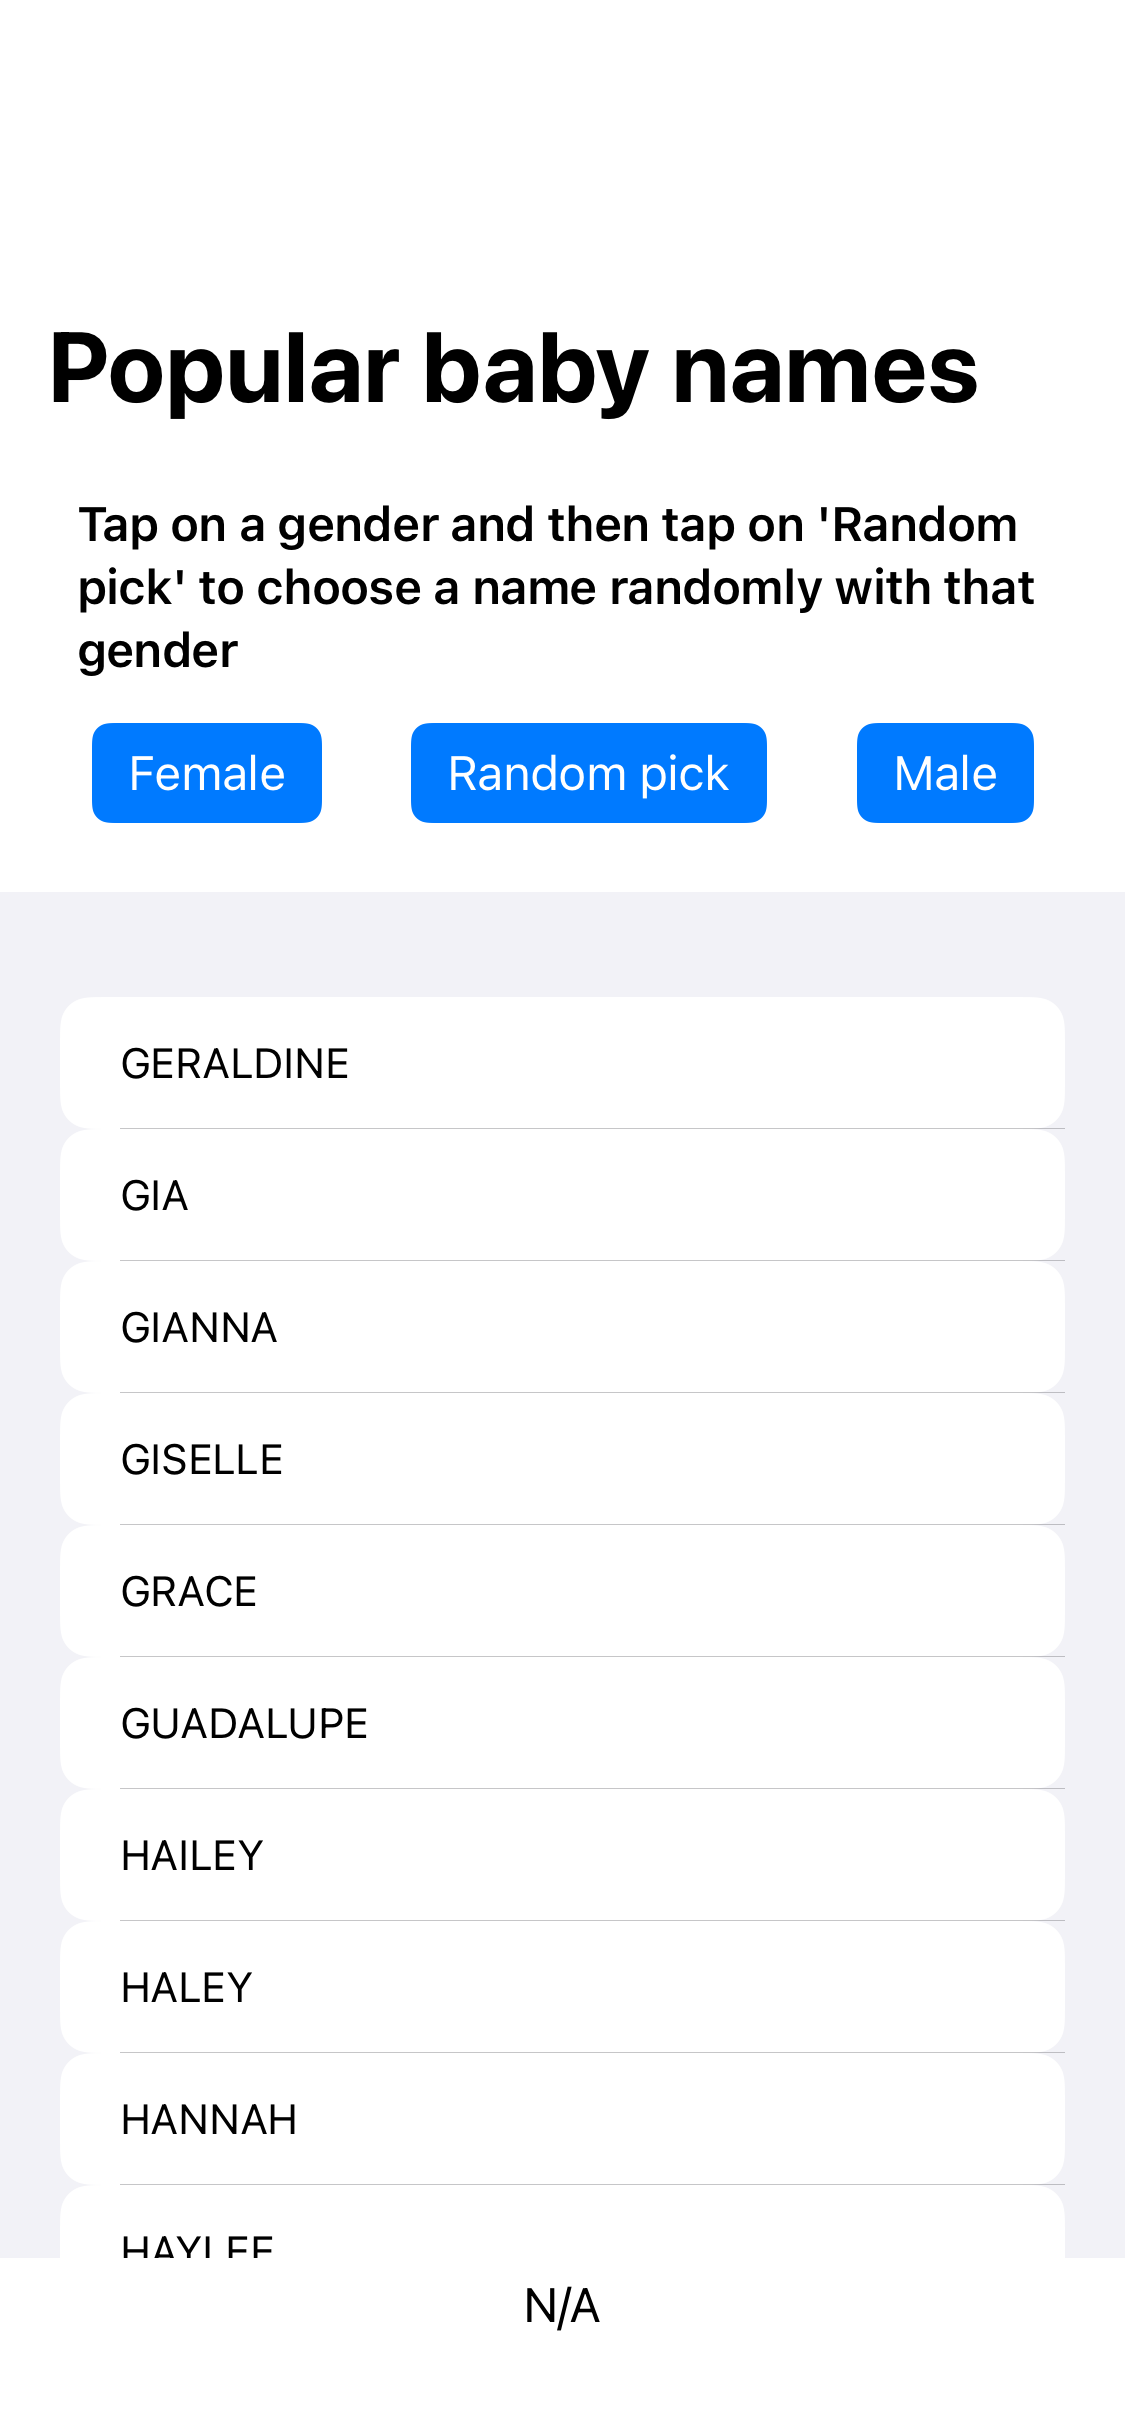 Popular baby names
Tap on a gender and then tap on 'Random
pick' to choose a name randomly with that
gender
Female Random pick Male
GERALDINE
GIA
GIANNA
GISELLE
GRACE
GUADALUPE
HAILEY
HALEY
HANNAH
HAYLEE
N/A